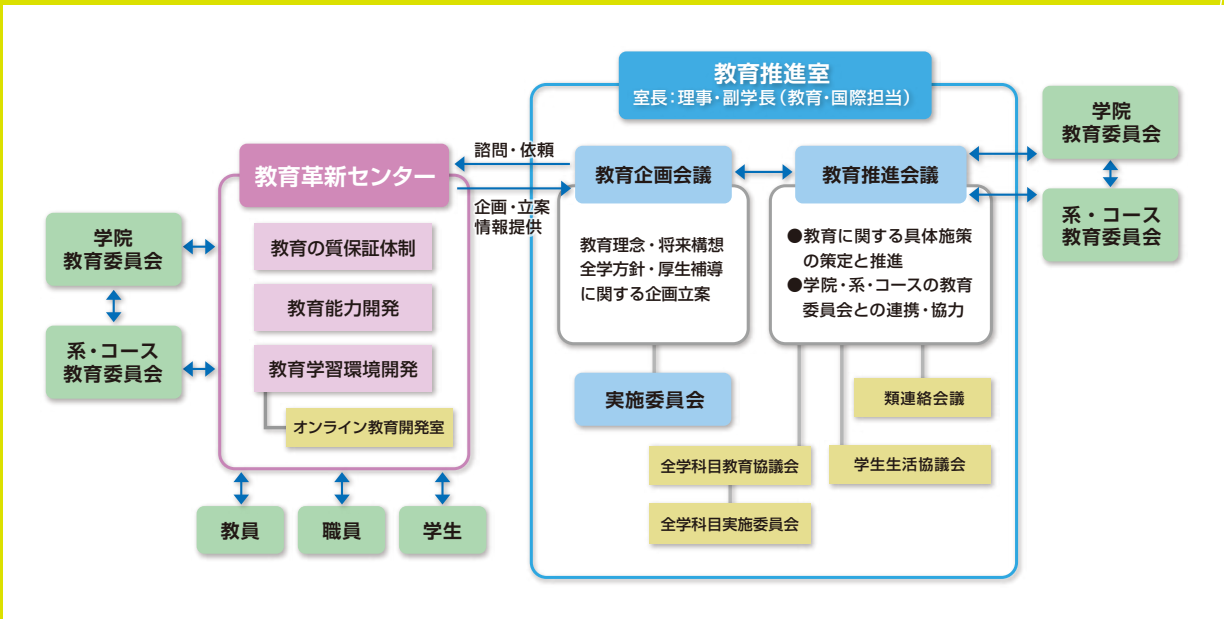 教育推進室
室長：理事・副学長（教育・国際担当）
学院
教育委員会
系・コース
教育委員会
諮問・依頼
企画・立案
情報提供
教育革新センター
教育の質保証体制
教育能力開発
教育学習環境開発
オンライン教育開発室
学院
教育委員会
系・コース
教育委員会
教員
職員
学生
教育企画会議
教育理念・将来構想
全学方針・厚生補導
に関する企画立案
実施委員会
教育推進会議
●教育に関する具体施策
の策定と推進
●学院・系・コースの教育
委員会との連携・協力
類連絡会議
学生生活協議会
全学科目教育協議会
全学科目実施委員会